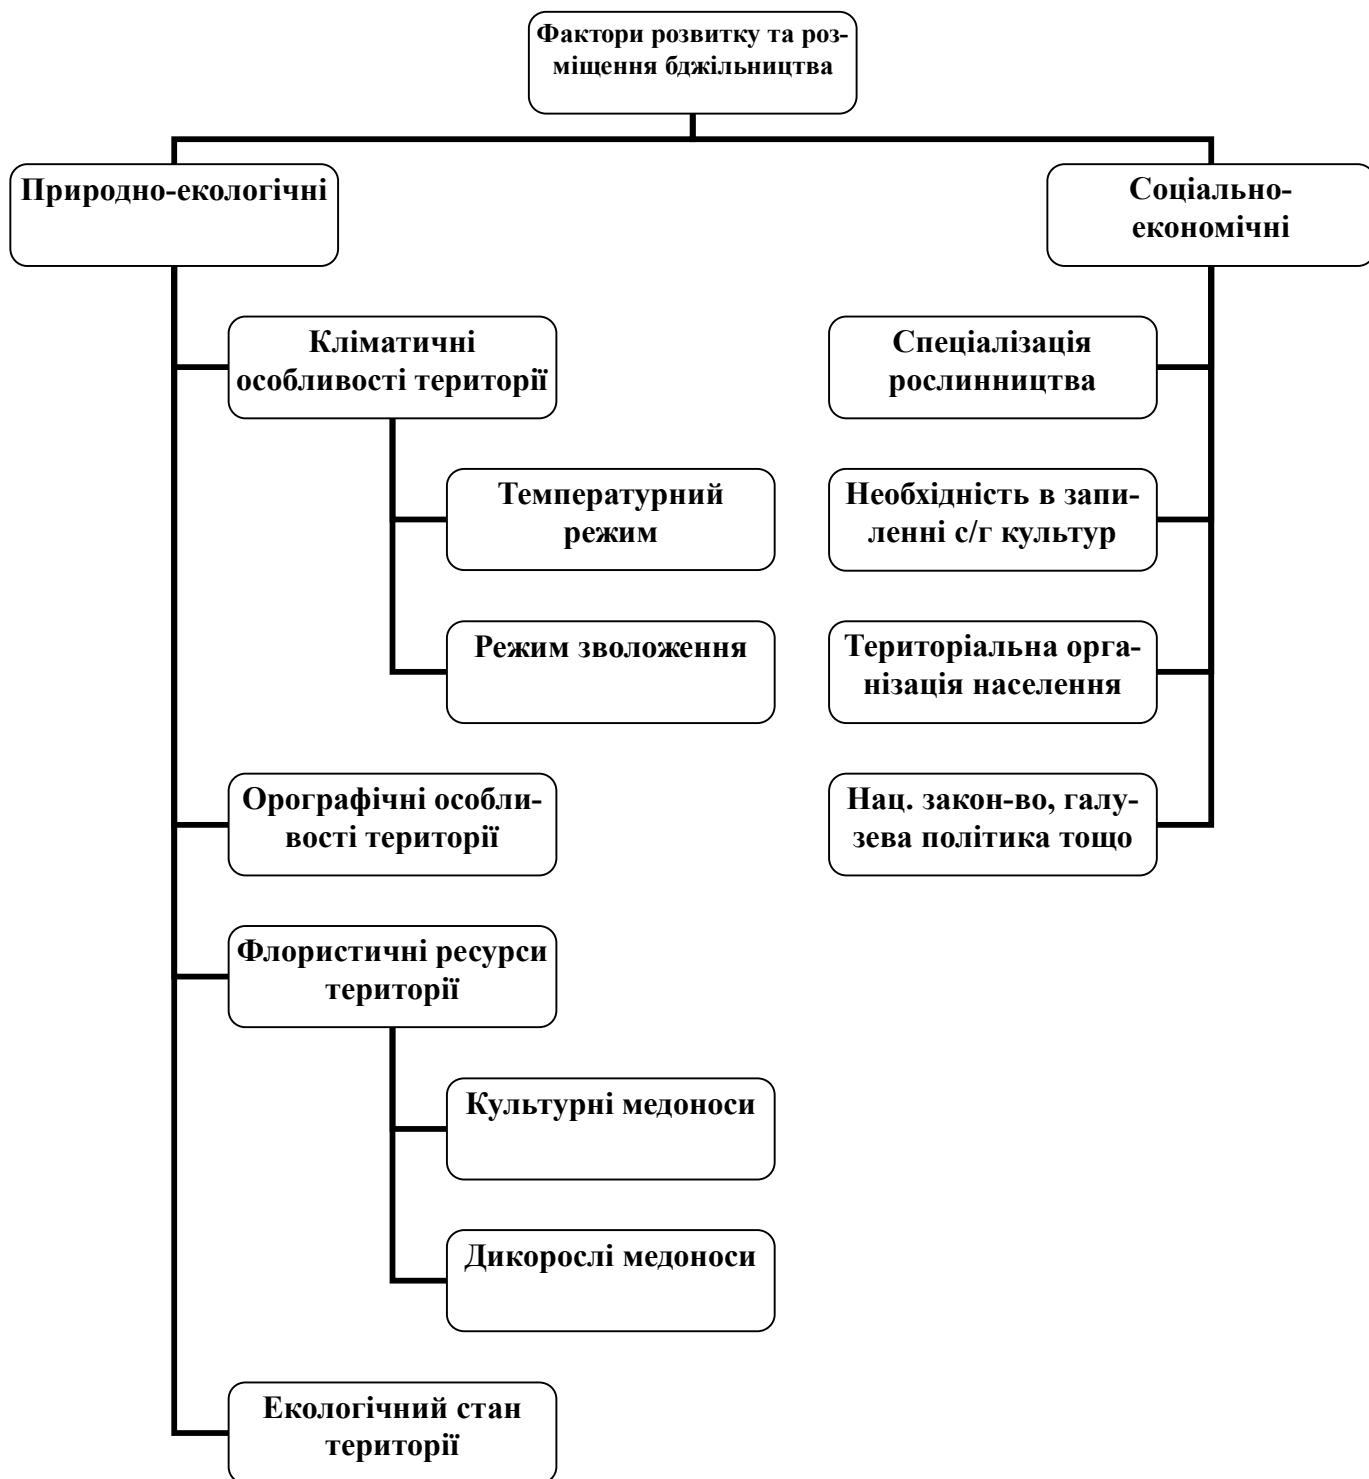 Фактори розвитку та роз-
міщення бджільництва
Природно-екологічні
Соціально-
економічні
Кліматичні
особливості території
Спеціалізація
рослинництва
Температурний
режим
Необхідність в запи-
ленні с/г культур
Режим зволоження
Територіальна орга-
нізація населення
Орографічні особли-
вості території
Нац. закон-во, галу-
зева політика тощо
Флористичні ресурси
території
Культурні медоноси
Дикорослі медоноси
Екологічний стан
території